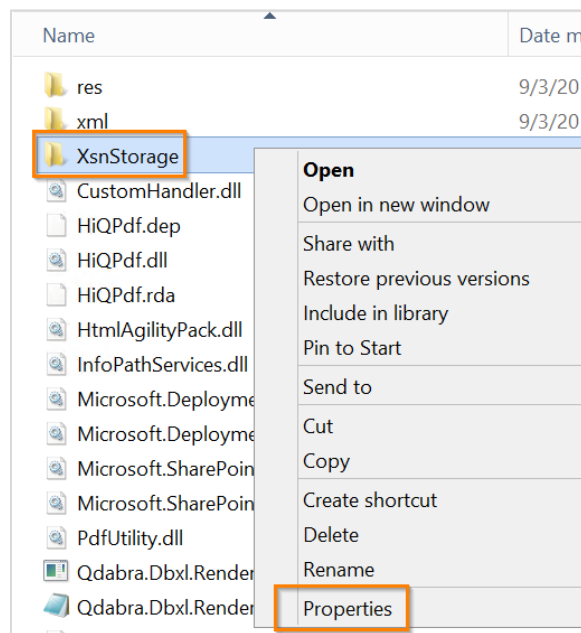 Name Date m
res 9/3/20
xml 9/3/20
XsnStorage
CustomHandler.dll
HiQPdf.dep
HiQPdf.dll
HiQPdf.rda
HtmlAgilityPack.dll
InfoPathServices.dll
Microsoft.Deployme
Microsoft.Deployme
Microsoft.SharePoin
Microsoft.SharePoin
PdfUtility.dll
Qdabra.Dbxl.Render
Qdabra.Dbxl.Render
Open
Open in new window
Share with
Restore previous versions
Include in library
Pin to Start
Send to
Cut
Copy
Create shortcut
Delete
Rename
Properties